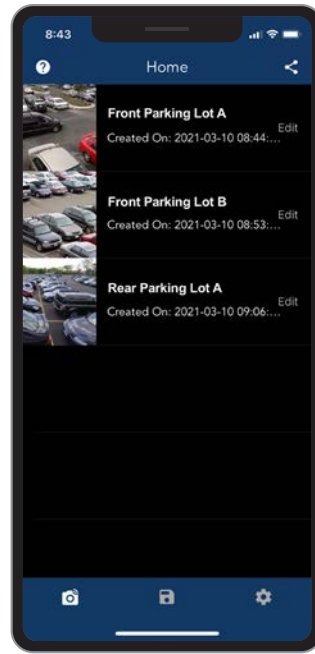 8:43
Home
Front Parking Lot A
Created On: 2021-03-10 08:44:...
Edit
Front Parking Lot B
Created On: 2021-03-10 08:53:...
Edit
Rear Parking Lot A
Created On: 2021-03-10 09:06:...
Edit